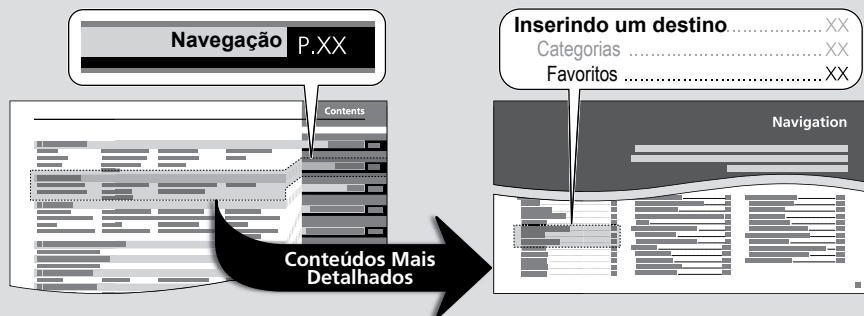 Navegação P.XX
Inserindo um destino XX
Categorias XX
Favoritos XX
Contents
Navigation
Conteúdos Mais
Detalhados